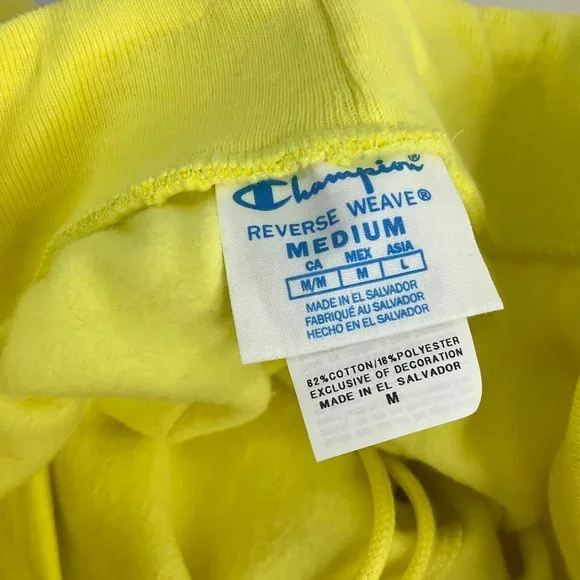 Champion®
REVERSE WEAVE®
MEDIUM
CA MEX ASIA
M/M M L
MADE IN EL SALVADOR
FABRIQUÉ AU SALVADOR
HECHO EN EL SALVADOR
82%COTTON/18%POLYESTER
EXCLUSIVE OF DECORATION
MADE IN EL SALVADOR
M